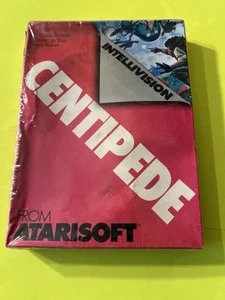 INTELLIVISION
CENTIPEDE
FROM
ATARISOFT